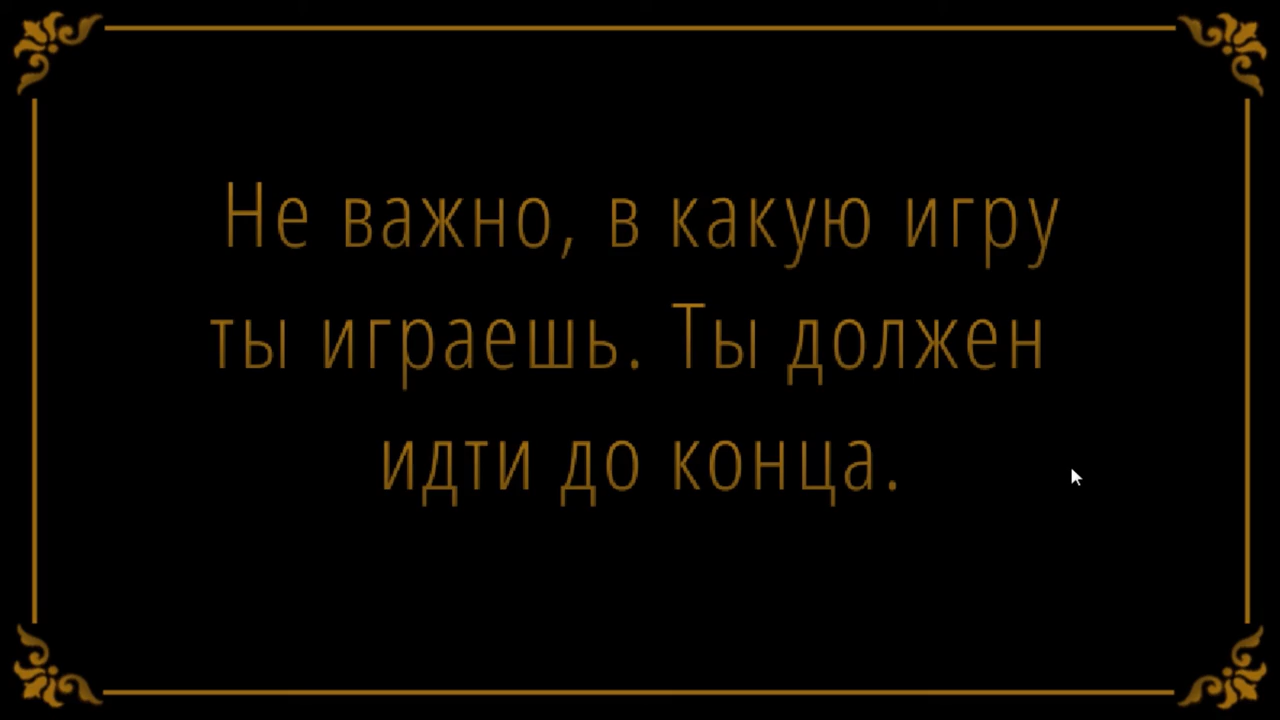 Не важно, в какую игру
ты играешь. Ты должен
идти до конца.